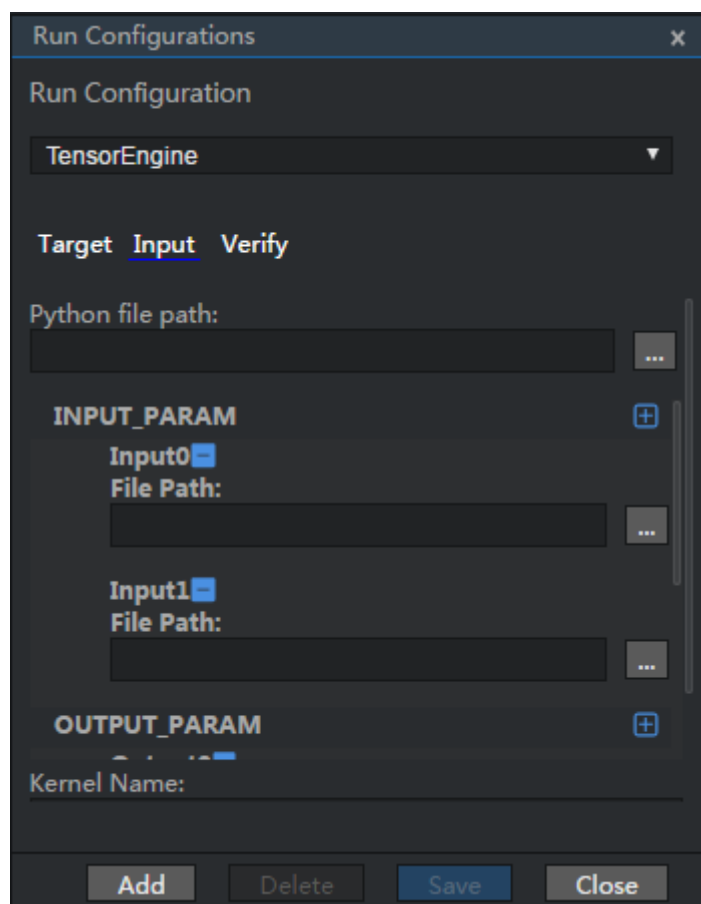 Run Configurations
Run Configuration
TensorEngine
Target Input Verify
Python file path:
...
INPUT_PARAM
Input0
File Path:
...
Input1
File Path:
...
OUTPUT_PARAM
Kernel Name:
Add Delete Save Close